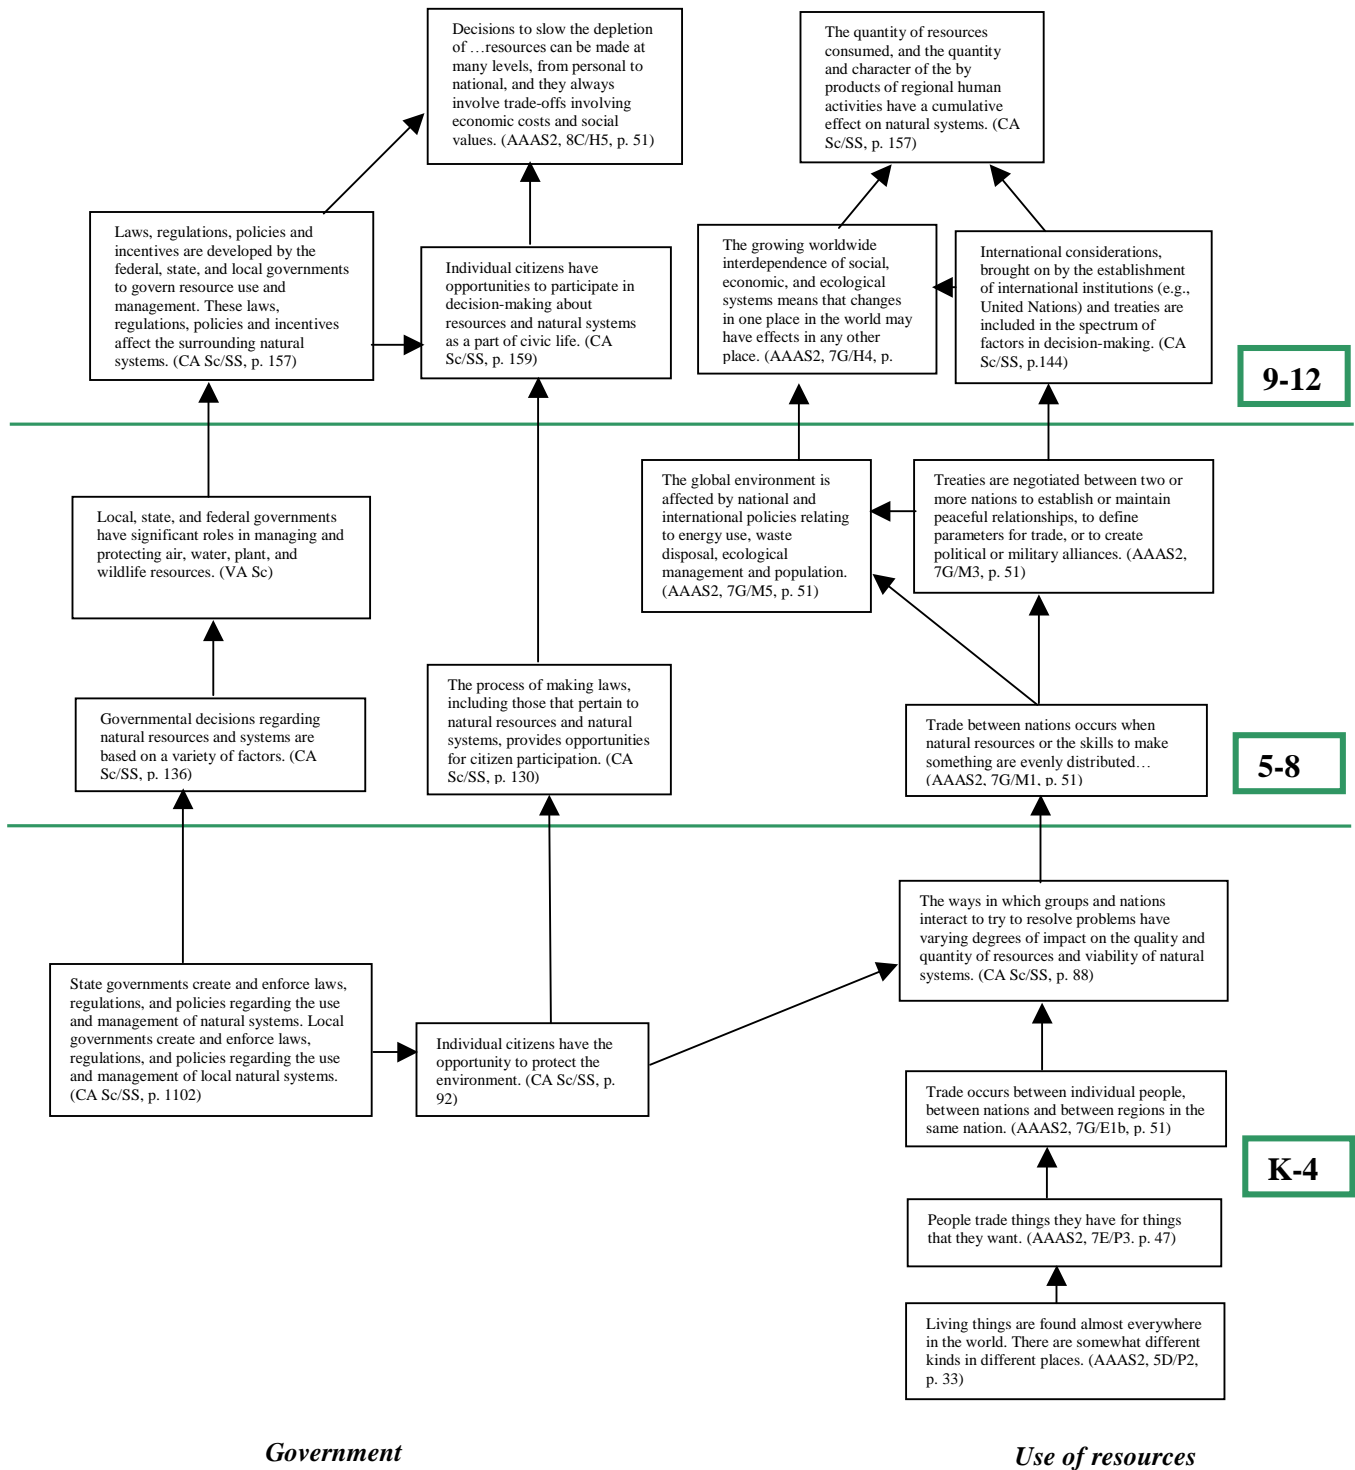 Decisions to slow the depletion
of …resources can be made at
many levels, from personal to
national, and they always
involve trade-offs involving
economic costs and social
values. (AAAS2, 8C/H5, p. 51)
The quantity of resources
consumed, and the quantity
and character of the by
products of regional human
activities have a cumulative
effect on natural systems. (CA
Sc/SS, p. 157)
Laws, regulations, policies and
incentives are developed by the
federal, state, and local governments
to govern resource use and
management. These laws,
regulations, policies and incentives
affect the surrounding natural
systems. (CA Sc/SS, p. 157)
Individual citizens have
opportunities to participate in
decision-making about
resources and natural systems
as a part of civic life. (CA
Sc/SS, p. 159)
The growing worldwide
interdependence of social,
economic, and ecological
systems means that changes
in one place in the world may
have effects in any other
place. (AAAS2, 7G/H4, p.
International considerations,
brought on by the establishment
of international institutions (e.g.,
United Nations) and treaties are
included in the spectrum of
factors in decision-making. (CA
Sc/SS, p.144)
9-12
Local, state, and federal governments
have significant roles in managing and
protecting air, water, plant, and
wildlife resources. (VA Sc)
The global environment is
affected by national and
international policies relating
to energy use, waste
disposal, ecological
management and population.
(AAAS2, 7G/M5, p. 51)
Treaties are negotiated between two or
more nations to establish or maintain
peaceful relationships, to define
parameters for trade, or to create
political or military alliances. (AAAS2,
7G/M3, p. 51)
Governmental decisions regarding
natural resources and systems are
based on a variety of factors. (CA
Sc/SS, p. 136)
The process of making laws,
including those that pertain to
natural resources and natural
systems, provides opportunities
for citizen participation. (CA
Sc/SS, p. 130)
Trade between nations occurs when
natural resources or the skills to make
something are evenly distributed…
(AAAS2, 7G/M1, p. 51)
5-8
The ways in which groups and nations
interact to try to resolve problems have
varying degrees of impact on the quality and
quantity of resources and viability of natural
systems. (CA Sc/SS, p. 88)
State governments create and enforce laws,
regulations, and policies regarding the use
and management of natural systems. Local
governments create and enforce laws,
regulations, and policies regarding the use
and management of local natural systems.
(CA Sc/SS, p. 1102)
Individual citizens have the
opportunity to protect the
environment. (CA Sc/SS, p.
92)
Trade occurs between individual people,
between nations and between regions in the
same nation. (AAAS2, 7G/E1b, p. 51)
K-4
People trade things they have for things
that they want. (AAAS2, 7E/P3. p. 47)
Living things are found almost everywhere
in the world. There are somewhat different
kinds in different places. (AAAS2, 5D/P2,
p. 33)
Government
Use of resources